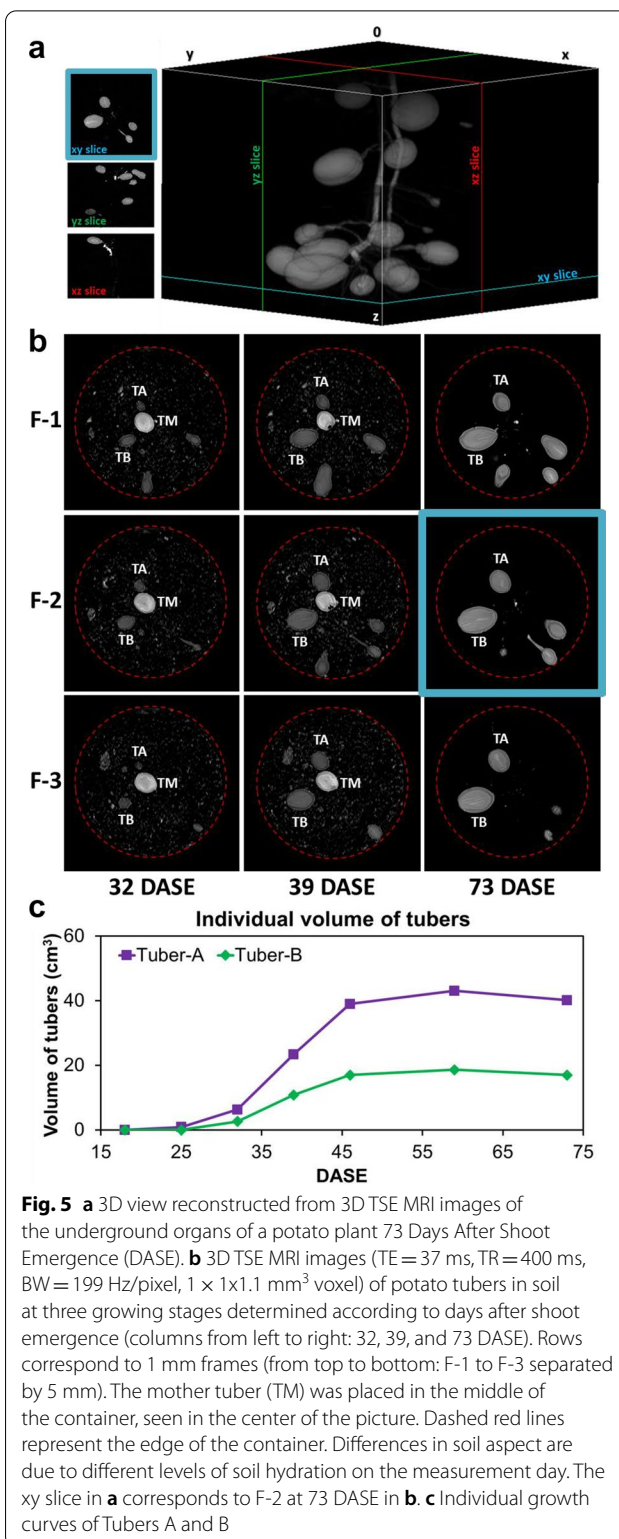 a
0
y
x
xy slice
yz slice
xz slice
yz slice
xz slice
xy slice
z
b
F-1
TA
TM
TB
TA
TM
TB
TA
TB
F-2
TA
TM
TB
TA
TM
TB
TA
TB
F-3
TA
TM
TB
TA
TM
TB
TA
TB
32 DASE
39 DASE
73 DASE
c
Individual volume of tubers
Volume of tubers (cm³)
60
40
20
0
Tuber-A
Tuber-B
15
25
35
45
55
65
75
DASE
Fig. 5 a 3D view reconstructed from 3D TSE MRI images of
the underground organs of a potato plant 73 Days After Shoot
Emergence (DASE). b 3D TSE MRI images (TE = 37 ms, TR = 400 ms,
BW = 199 Hz/pixel, 1 × 1x1.1 mm³ voxel) of potato tubers in soil
at three growing stages determined according to days after shoot
emergence (columns from left to right: 32, 39, and 73 DASE). Rows
correspond to 1 mm frames (from top to bottom: F-1 to F-3 separated
by 5 mm). The mother tuber (TM) was placed in the middle of
the container, seen in the center of the picture. Dashed red lines
represent the edge of the container. Differences in soil aspect are
due to different levels of soil hydration on the measurement day. The
xy slice in a corresponds to F-2 at 73 DASE in b. c Individual growth
curves of Tubers A and B